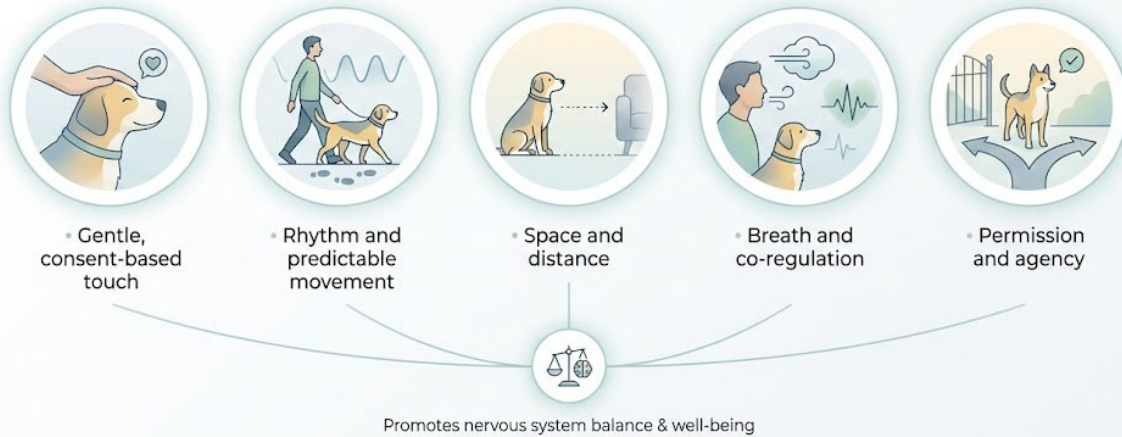 • Gentle,
consent-based
touch
• Rhythm and
predictable
movement
• Space and
distance
• Breath and
co-regulation
• Permission
and agency
Promotes nervous system balance & well-being